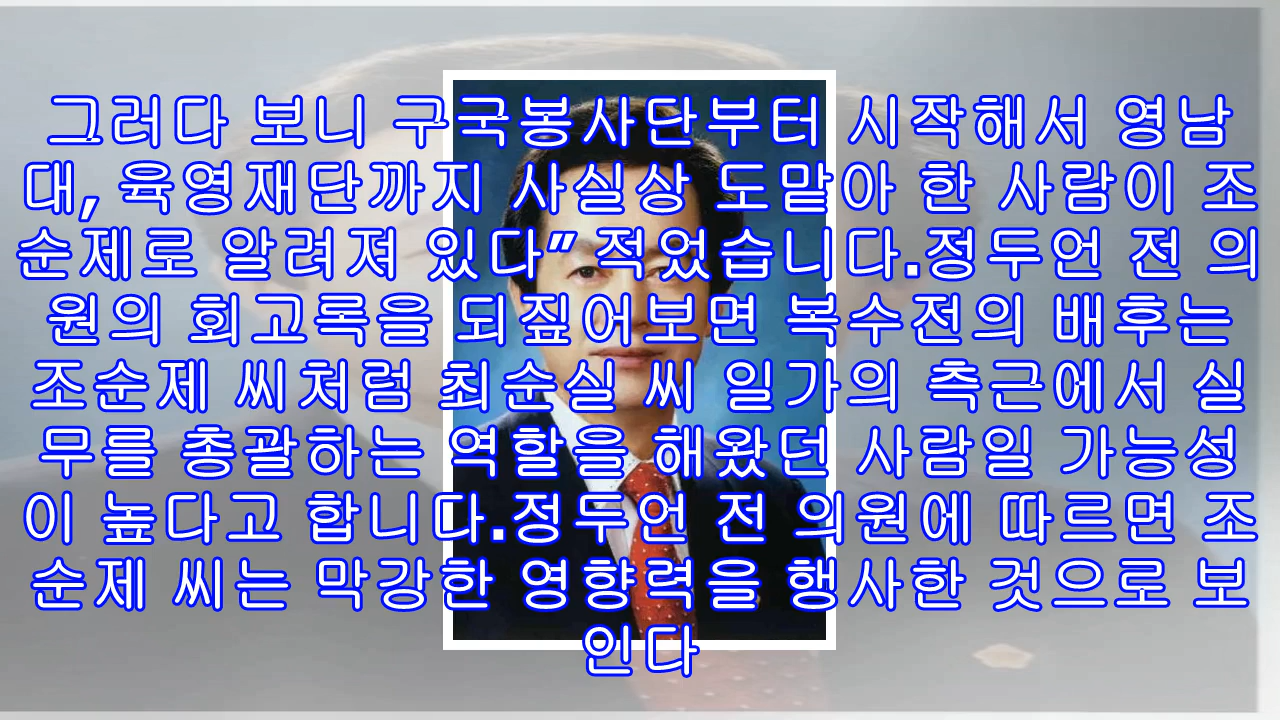 그러다 보니 구국봉사단부터 시작해서 영남
대, 육영재단까지 사실상 도맡아 한 사람이 조
순제로 알려져 있다” 적었습니다.정두언 전 의
원의 회고록을 되짚어보면 복수전의 배후는
조순제 씨처럼 최순실 씨 일가의 측근에서 실
무를 총괄하는 역할을 해왔던 사람일 가능성
이 높다고 합니다.정두언 전 의원에 따르면 조
순제 씨는 막강한 영향력을 행사한 것으로 보
인다